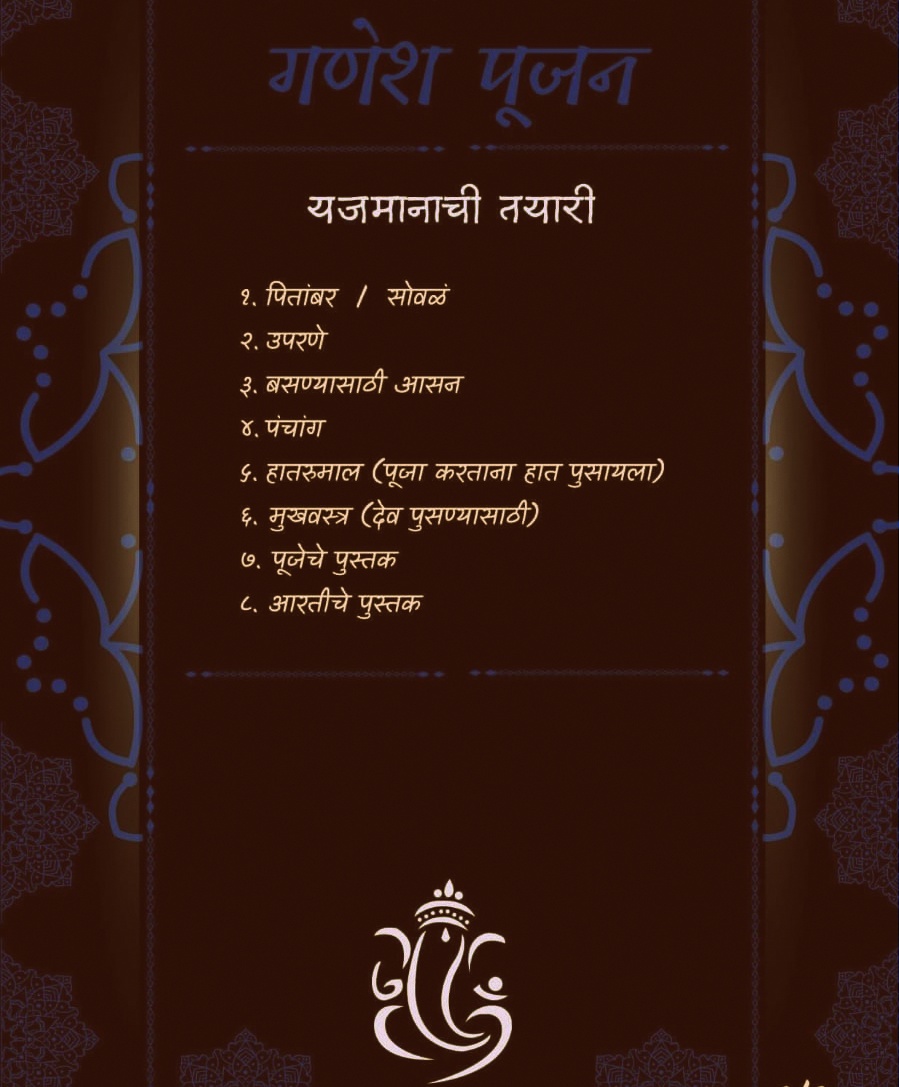 गणेश पूजन
यजमानाची तयारी
१. पितांबर / सोवळं
२. उपरणे
३. बसण्यासाठी आसन
४. पंचांग
५. हातरुमाल (पूजा करताना हात पुसायला)
६. मुखवस्त्र (देव पुसण्यासाठी)
७. पूजेचे पुस्तक
८. आरतीचे पुस्तक